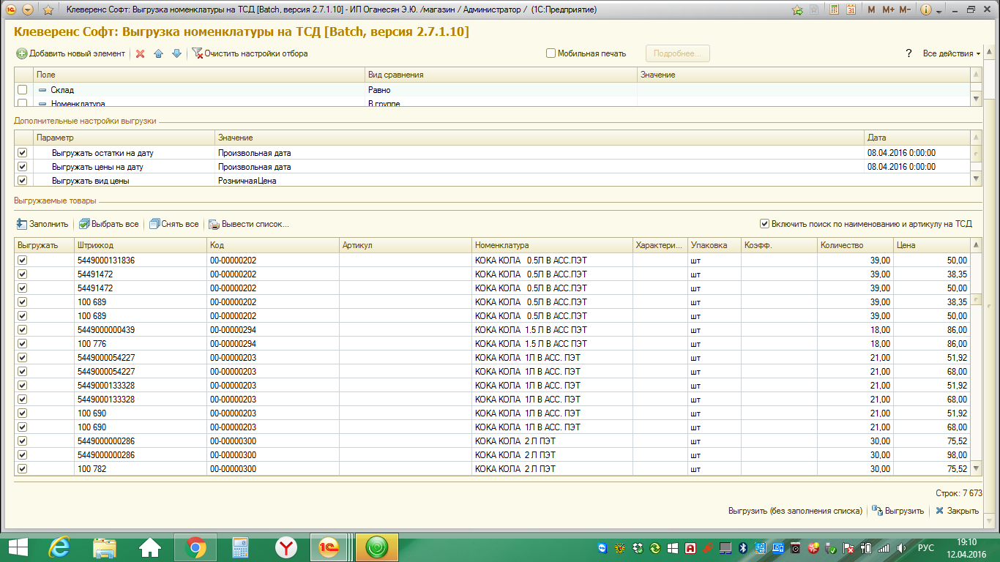 Клеверенс Софт: Выгрузка номенклатуры на ТСД [Batch, версия 2.7.1.10] - ИП Оганесян Э.Ю. /магазин / Администратор / (1С:Предприятие) M M+ M-
Клеверенс Софт: Выгрузка номенклатуры на ТСД [Batch, версия 2.7.1.10]
Добавить новый элемент Очистить настройки отбора Мобильная печать Подробнее... ? Все действия
Поле Вид сравнения Значение
Склад Равно
Номенклатура В группе
Дополнительные настройки выгрузки
Параметр Значение Дата
Выгружать остатки на дату Произвольная дата 08.04.2016 0:00:00
Выгружать цены на дату Произвольная дата 08.04.2016 0:00:00
Выгружать вид цены РозничнаяЦена
Выгружаемые товары
Заполнить Выбрать все Снять все Вывести список... Включить поиск по наименованию и артикулу на ТСД
Выгружать Штрихкод Код Артикул Номенклатура Характери... Упаковка Коэфф. Количество Цена
5449000131836 00-00000202 КОКА КОЛА 0.5Л В АСС.ПЭТ шт 39,00 50,00
54491472 00-00000202 КОКА КОЛА 0.5Л В АСС.ПЭТ шт 39,00 38,35
54491472 00-00000202 КОКА КОЛА 0.5Л В АСС.ПЭТ шт 39,00 50,00
100 689 00-00000202 КОКА КОЛА 0.5Л В АСС.ПЭТ шт 39,00 38,35
100 689 00-00000202 КОКА КОЛА 0.5Л В АСС.ПЭТ шт 39,00 50,00
5449000000439 00-00000294 КОКА КОЛА 1.5 Л В АСС ПЭТ шт 18,00 86,00
100 776 00-00000294 КОКА КОЛА 1.5 Л В АСС ПЭТ шт 18,00 86,00
5449000054227 00-00000203 КОКА КОЛА 1Л В АСС. ПЭТ шт 21,00 51,92
5449000054227 00-00000203 КОКА КОЛА 1Л В АСС. ПЭТ шт 21,00 68,00
5449000133328 00-00000203 КОКА КОЛА 1Л В АСС. ПЭТ шт 21,00 51,92
5449000133328 00-00000203 КОКА КОЛА 1Л В АСС. ПЭТ шт 21,00 68,00
100 690 00-00000203 КОКА КОЛА 1Л В АСС. ПЭТ шт 21,00 51,92
100 690 00-00000203 КОКА КОЛА 1Л В АСС. ПЭТ шт 21,00 68,00
5449000000286 00-00000300 КОКА КОЛА 2 Л ПЭТ шт 30,00 75,52
5449000000286 00-00000300 КОКА КОЛА 2 Л ПЭТ шт 30,00 98,00
100 782 00-00000300 КОКА КОЛА 2 Л ПЭТ шт 30,00 75,52
Строк: 7 673
Выгрузить (без заполнения списка) Выгрузить Закрыть
РУС 19:10
12.04.2016